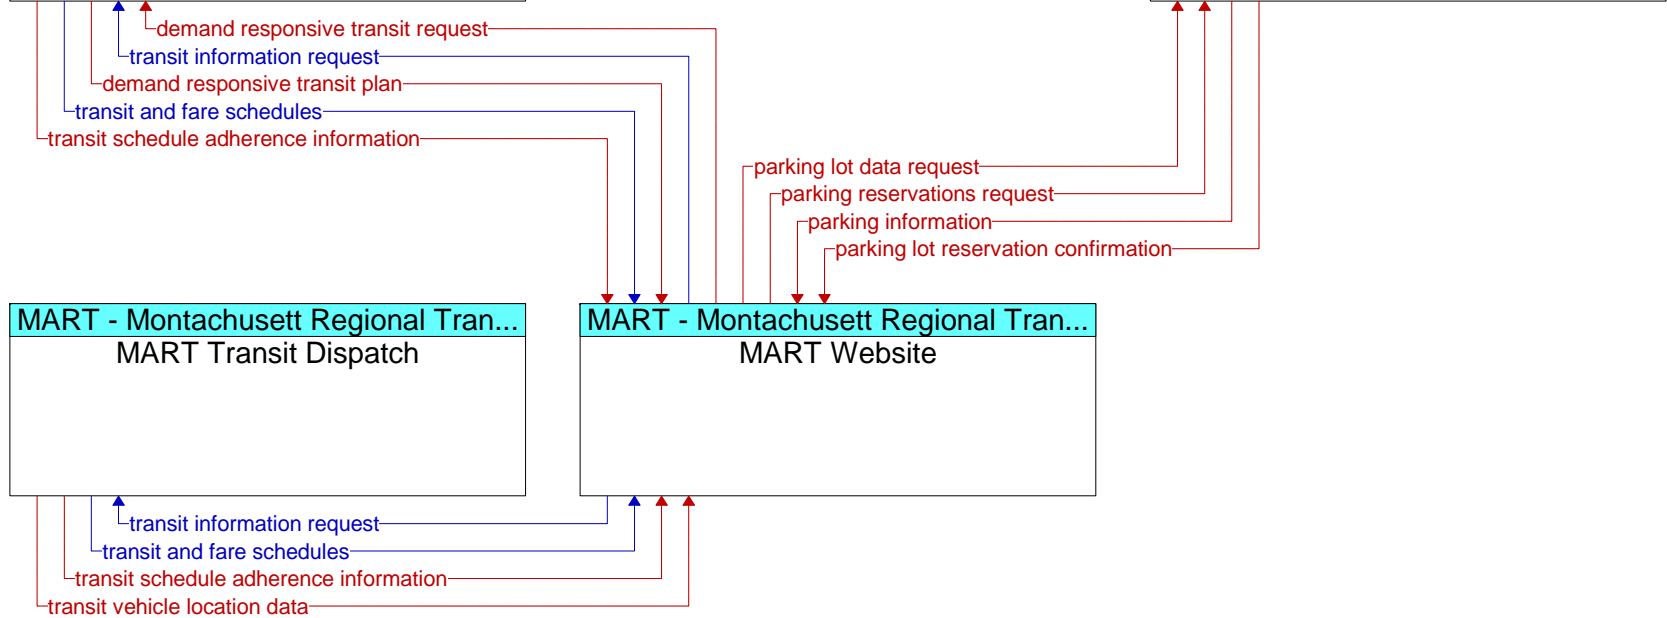 demand responsive transit request
transit information request
demand responsive transit plan
transit and fare schedules
transit schedule adherence information
parking lot data request
parking reservations request
parking information
parking lot reservation confirmation
MART - Montachusett Regional Tran...
MART Transit Dispatch
MART - Montachusett Regional Tran...
MART Website
transit information request
transit and fare schedules
transit schedule adherence information
transit vehicle location data